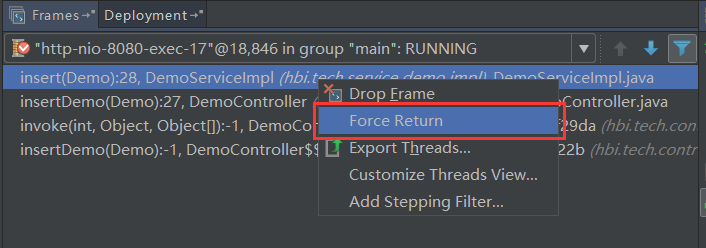 Frames Deployment
"http-nio-8080-exec-17"@18,846 in group "main": RUNNING
insert(Demo):28, DemoServiceImpl (hbi.tech.service.demo.impl), DemoServiceImpl.java
insertDemo(Demo):27, DemoController Controller.java
invoke(int, Object, Object[]):-1, DemoCo 29da (hbi.tech.con
insertDemo(Demo):-1, DemoController$$ 22b (hbi.tech.contr
Drop Frame
Force Return
Export Threads...
Customize Threads View...
Add Stepping Filter...